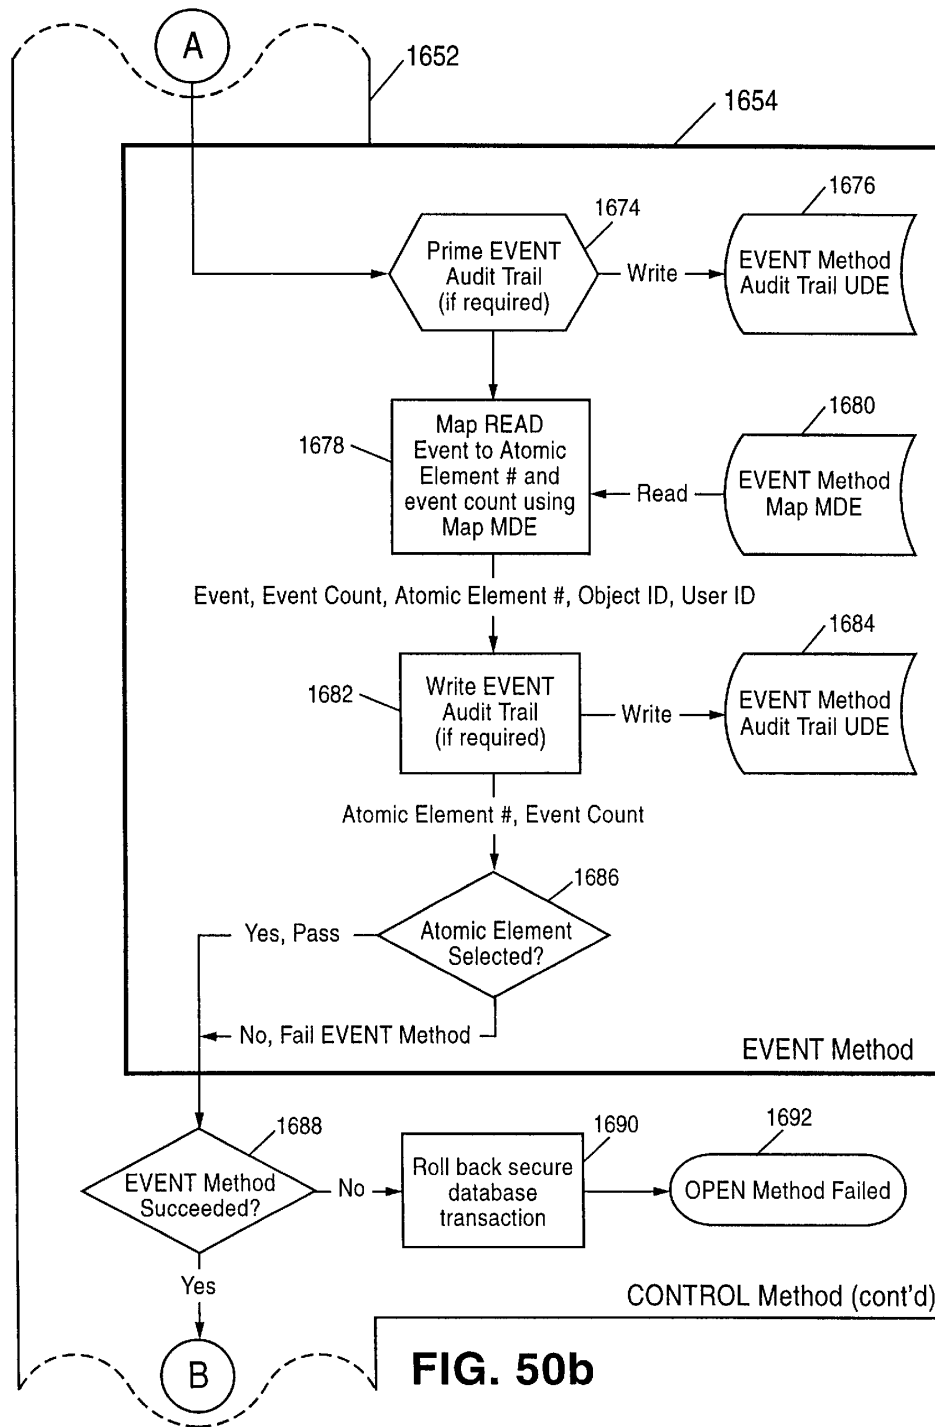 A
1652
1654
1674
Prime EVENT
Audit Trail
(if required)
Write
1676
EVENT Method
Audit Trail UDE
1678
Map READ
Event to Atomic
Element # and
event count using
Map MDE
Read
1680
EVENT Method
Map MDE
Event, Event Count, Atomic Element #, Object ID, User ID
1682
Write EVENT
Audit Trail
(if required)
Write
1684
EVENT Method
Audit Trail UDE
Atomic Element #, Event Count
1686
Atomic Element
Selected?
Yes, Pass
No, Fail EVENT Method
EVENT Method
1688
EVENT Method
Succeeded?
No
1690
Roll back secure
database
transaction
1692
OPEN Method Failed
Yes
CONTROL Method (cont'd)
B
FIG. 50b